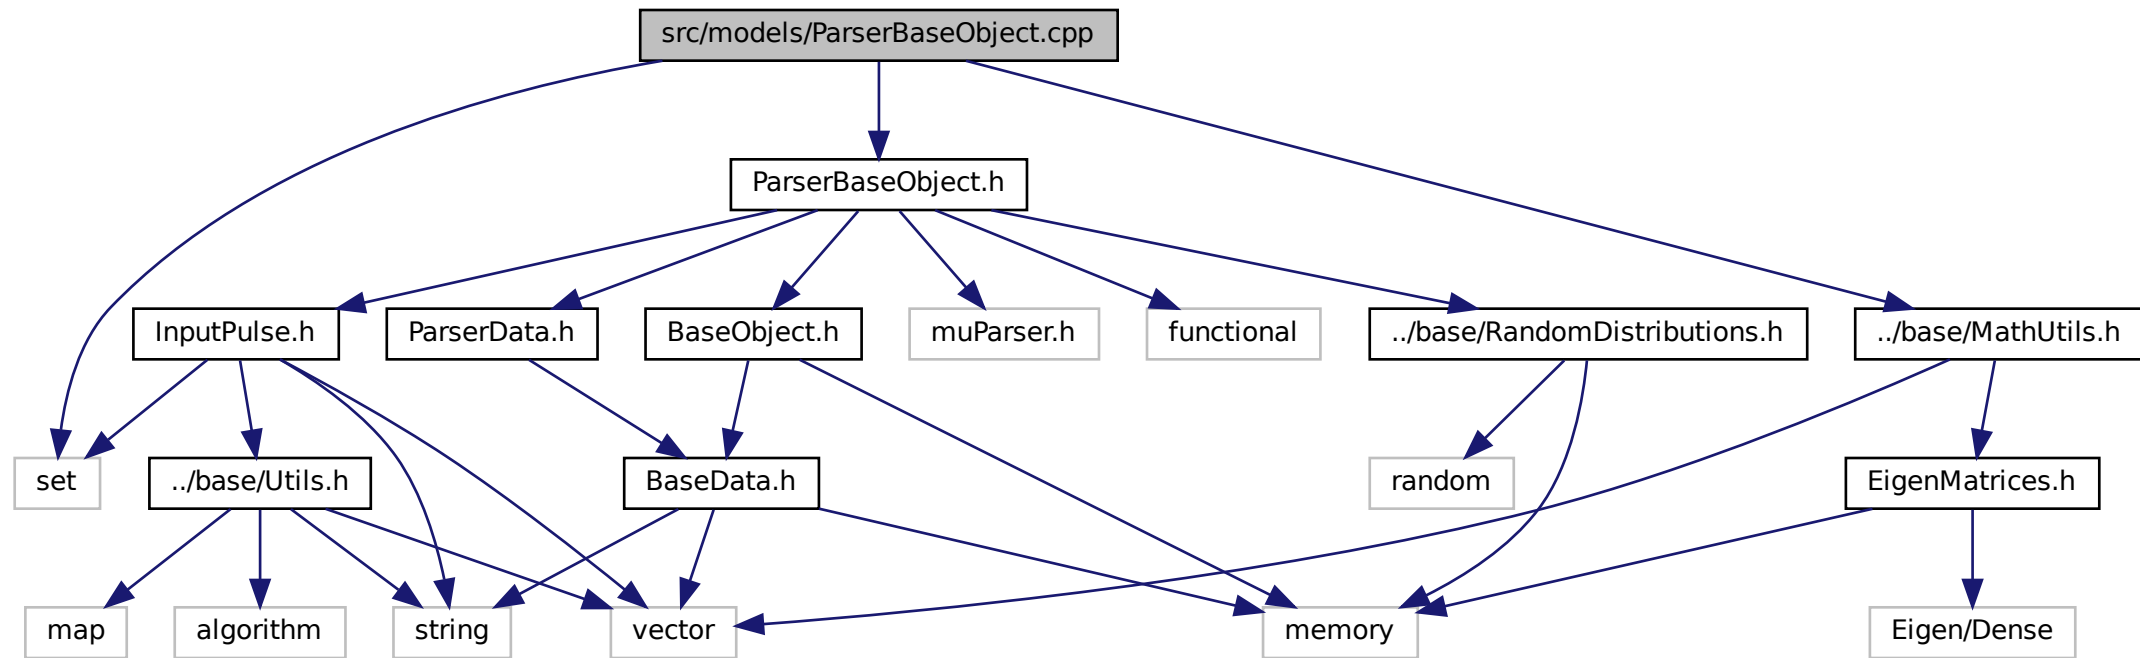 src/models/ParserBaseObject.cpp
ParserBaseObject.h
InputPulse.h
ParserData.h
BaseObject.h
muParser.h
functional
../base/RandomDistributions.h
../base/MathUtils.h
set
../base/Utils.h
BaseData.h
random
EigenMatrices.h
map
algorithm
string
vector
memory
Eigen/Dense